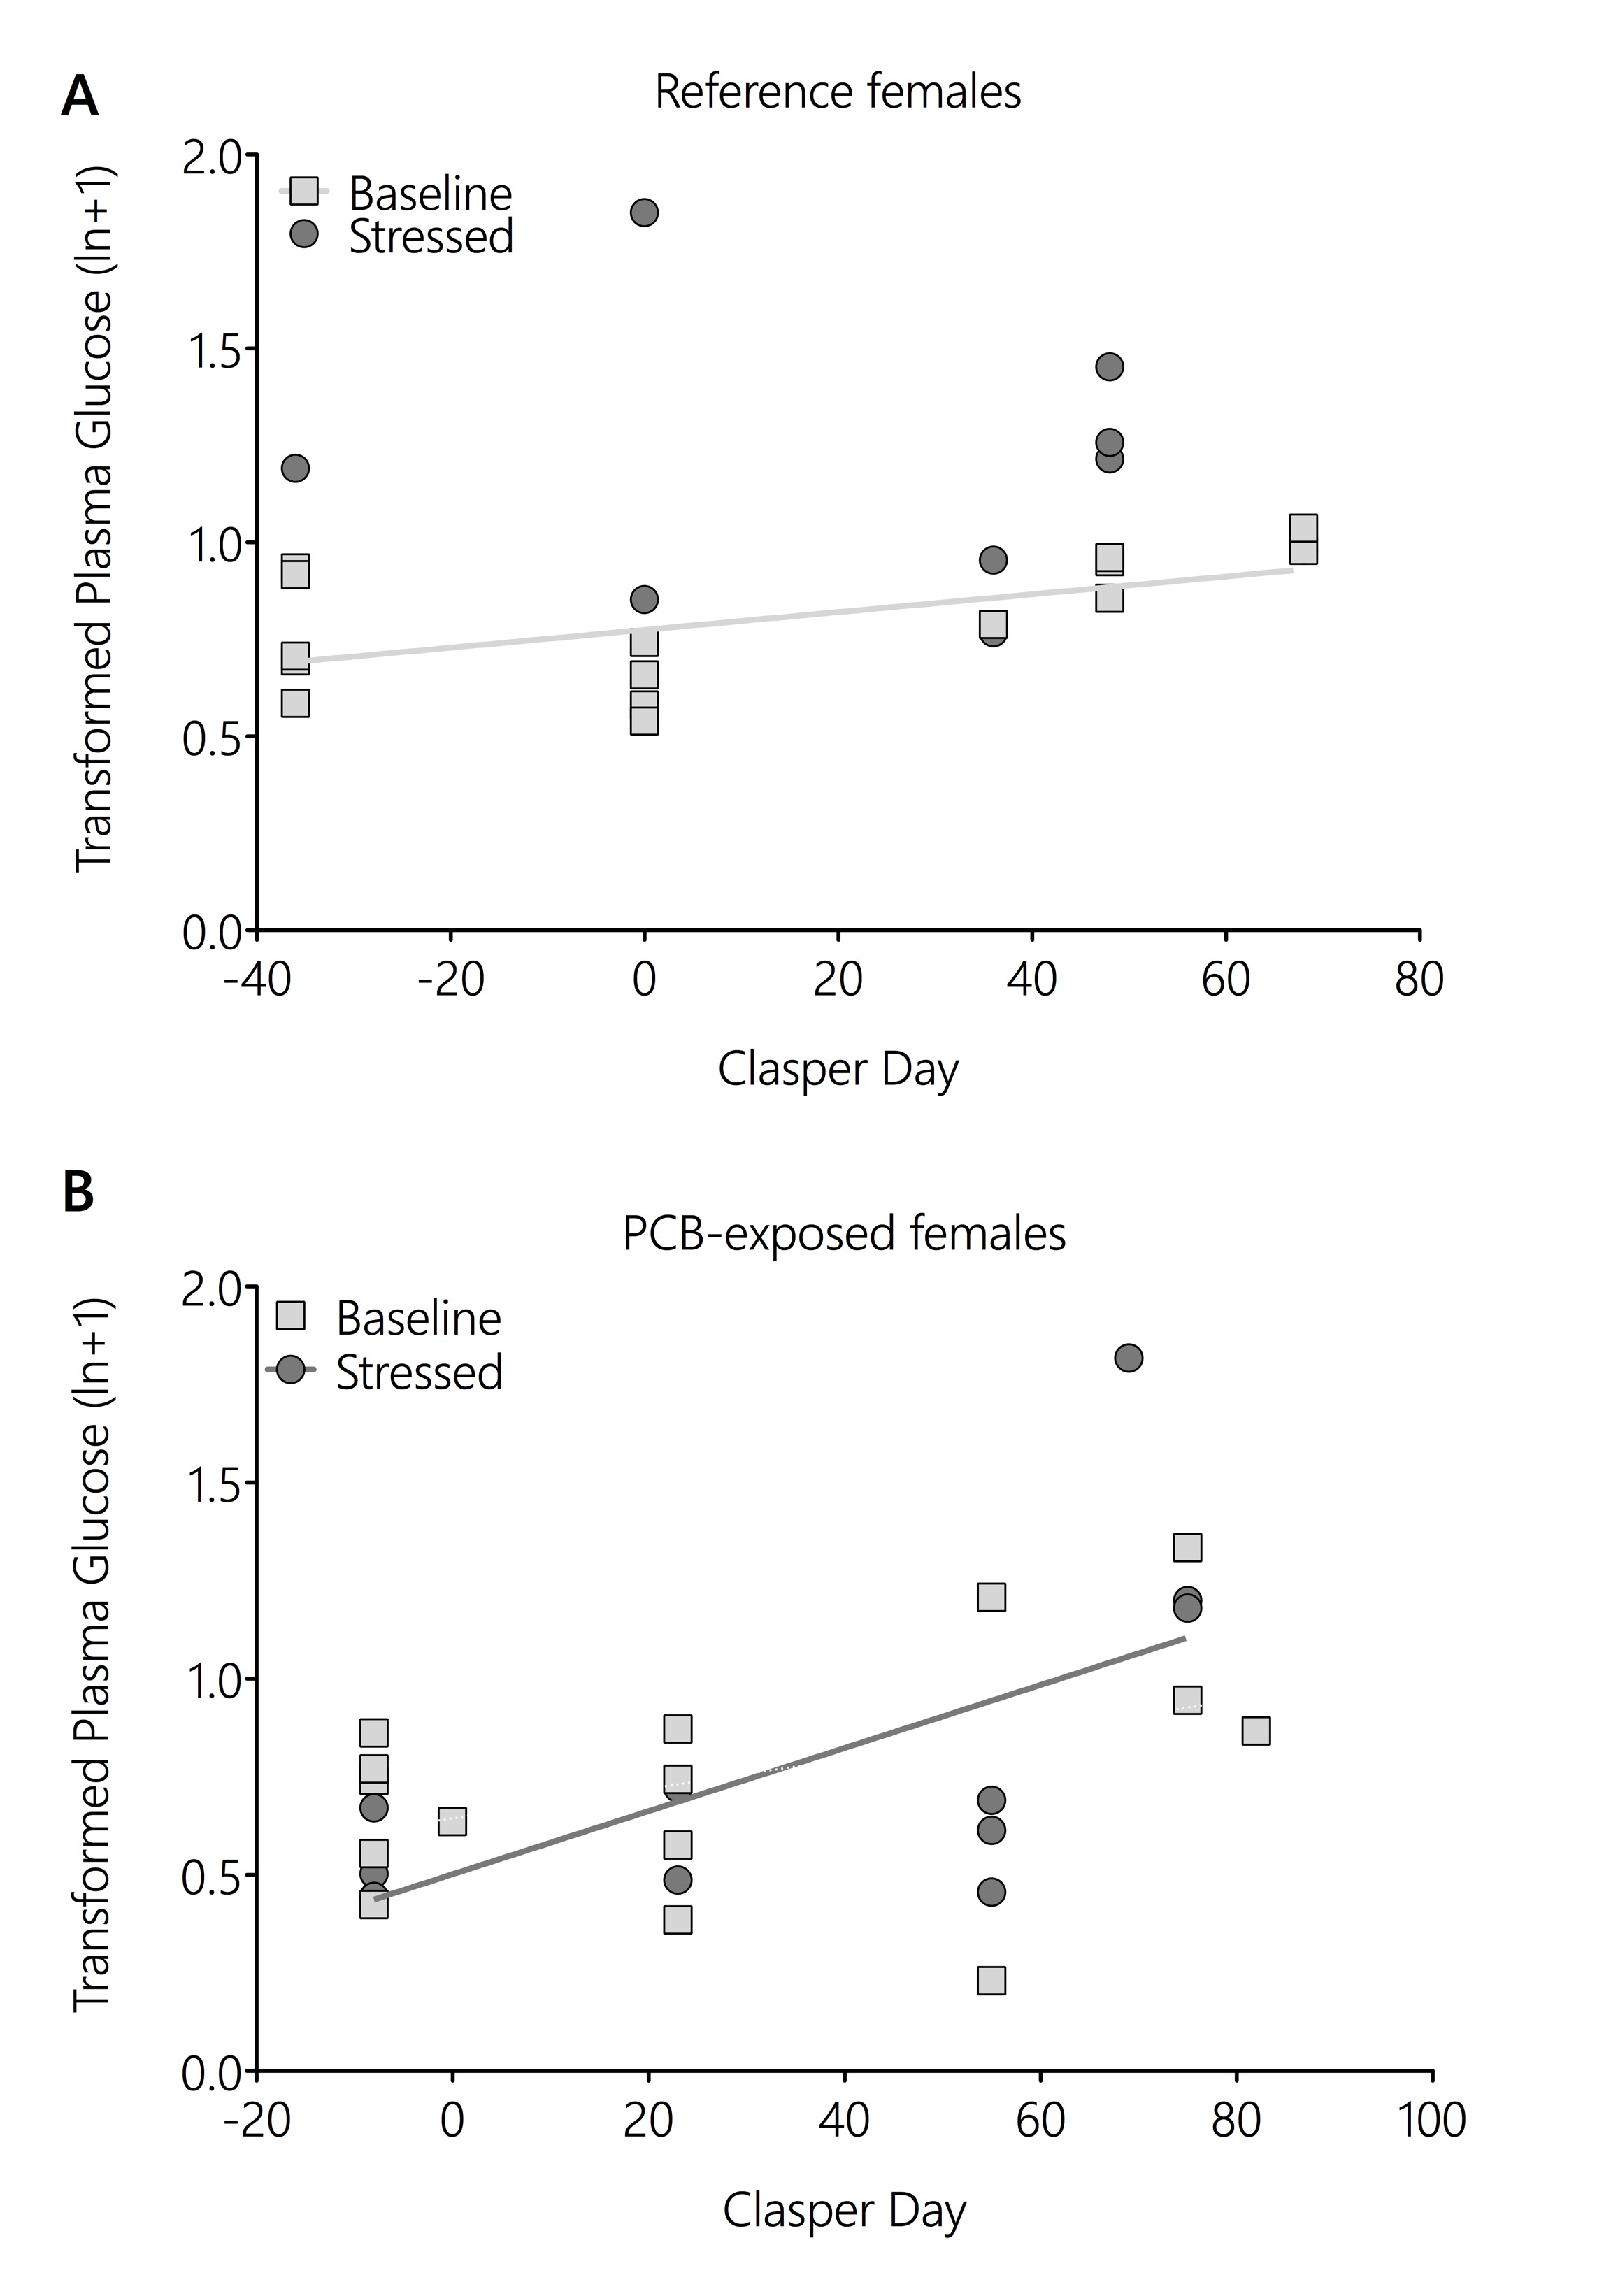 A
Reference females
2.0
Baseline
Stressed
1.5
1.0
0.5
0.0
Transformed Plasma Glucose (ln+1)
-40 -20 0 20 40 60 80
Clasper Day
B
PCB-exposed females
2.0
Baseline
Stressed
1.5
1.0
0.5
0.0
Transformed Plasma Glucose (ln+1)
-20 0 20 40 60 80 100
Clasper Day